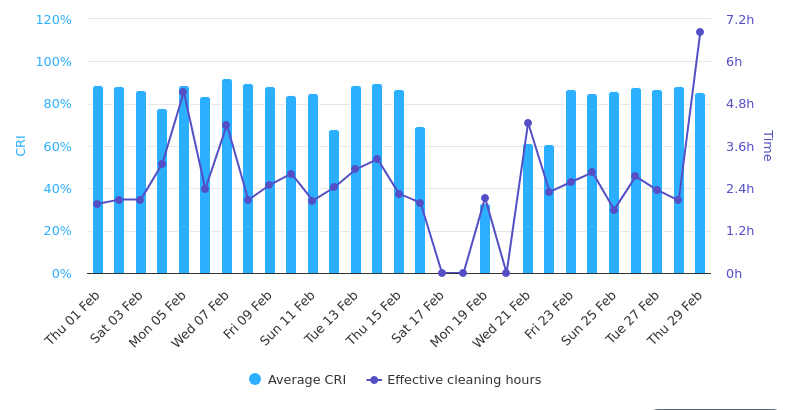 120%
7.2h
100%
6h
80%
4.8h
CRI
60%
3.6h
Time
40%
2.4h
20%
1.2h
0%
0h
Thu 01 Feb
Sat 03 Feb
Mon 05 Feb
Wed 07 Feb
Fri 09 Feb
Sun 11 Feb
Tue 13 Feb
Thu 15 Feb
Sat 17 Feb
Mon 19 Feb
Wed 21 Feb
Fri 23 Feb
Sun 25 Feb
Tue 27 Feb
Thu 29 Feb
Average CRI
Effective cleaning hours